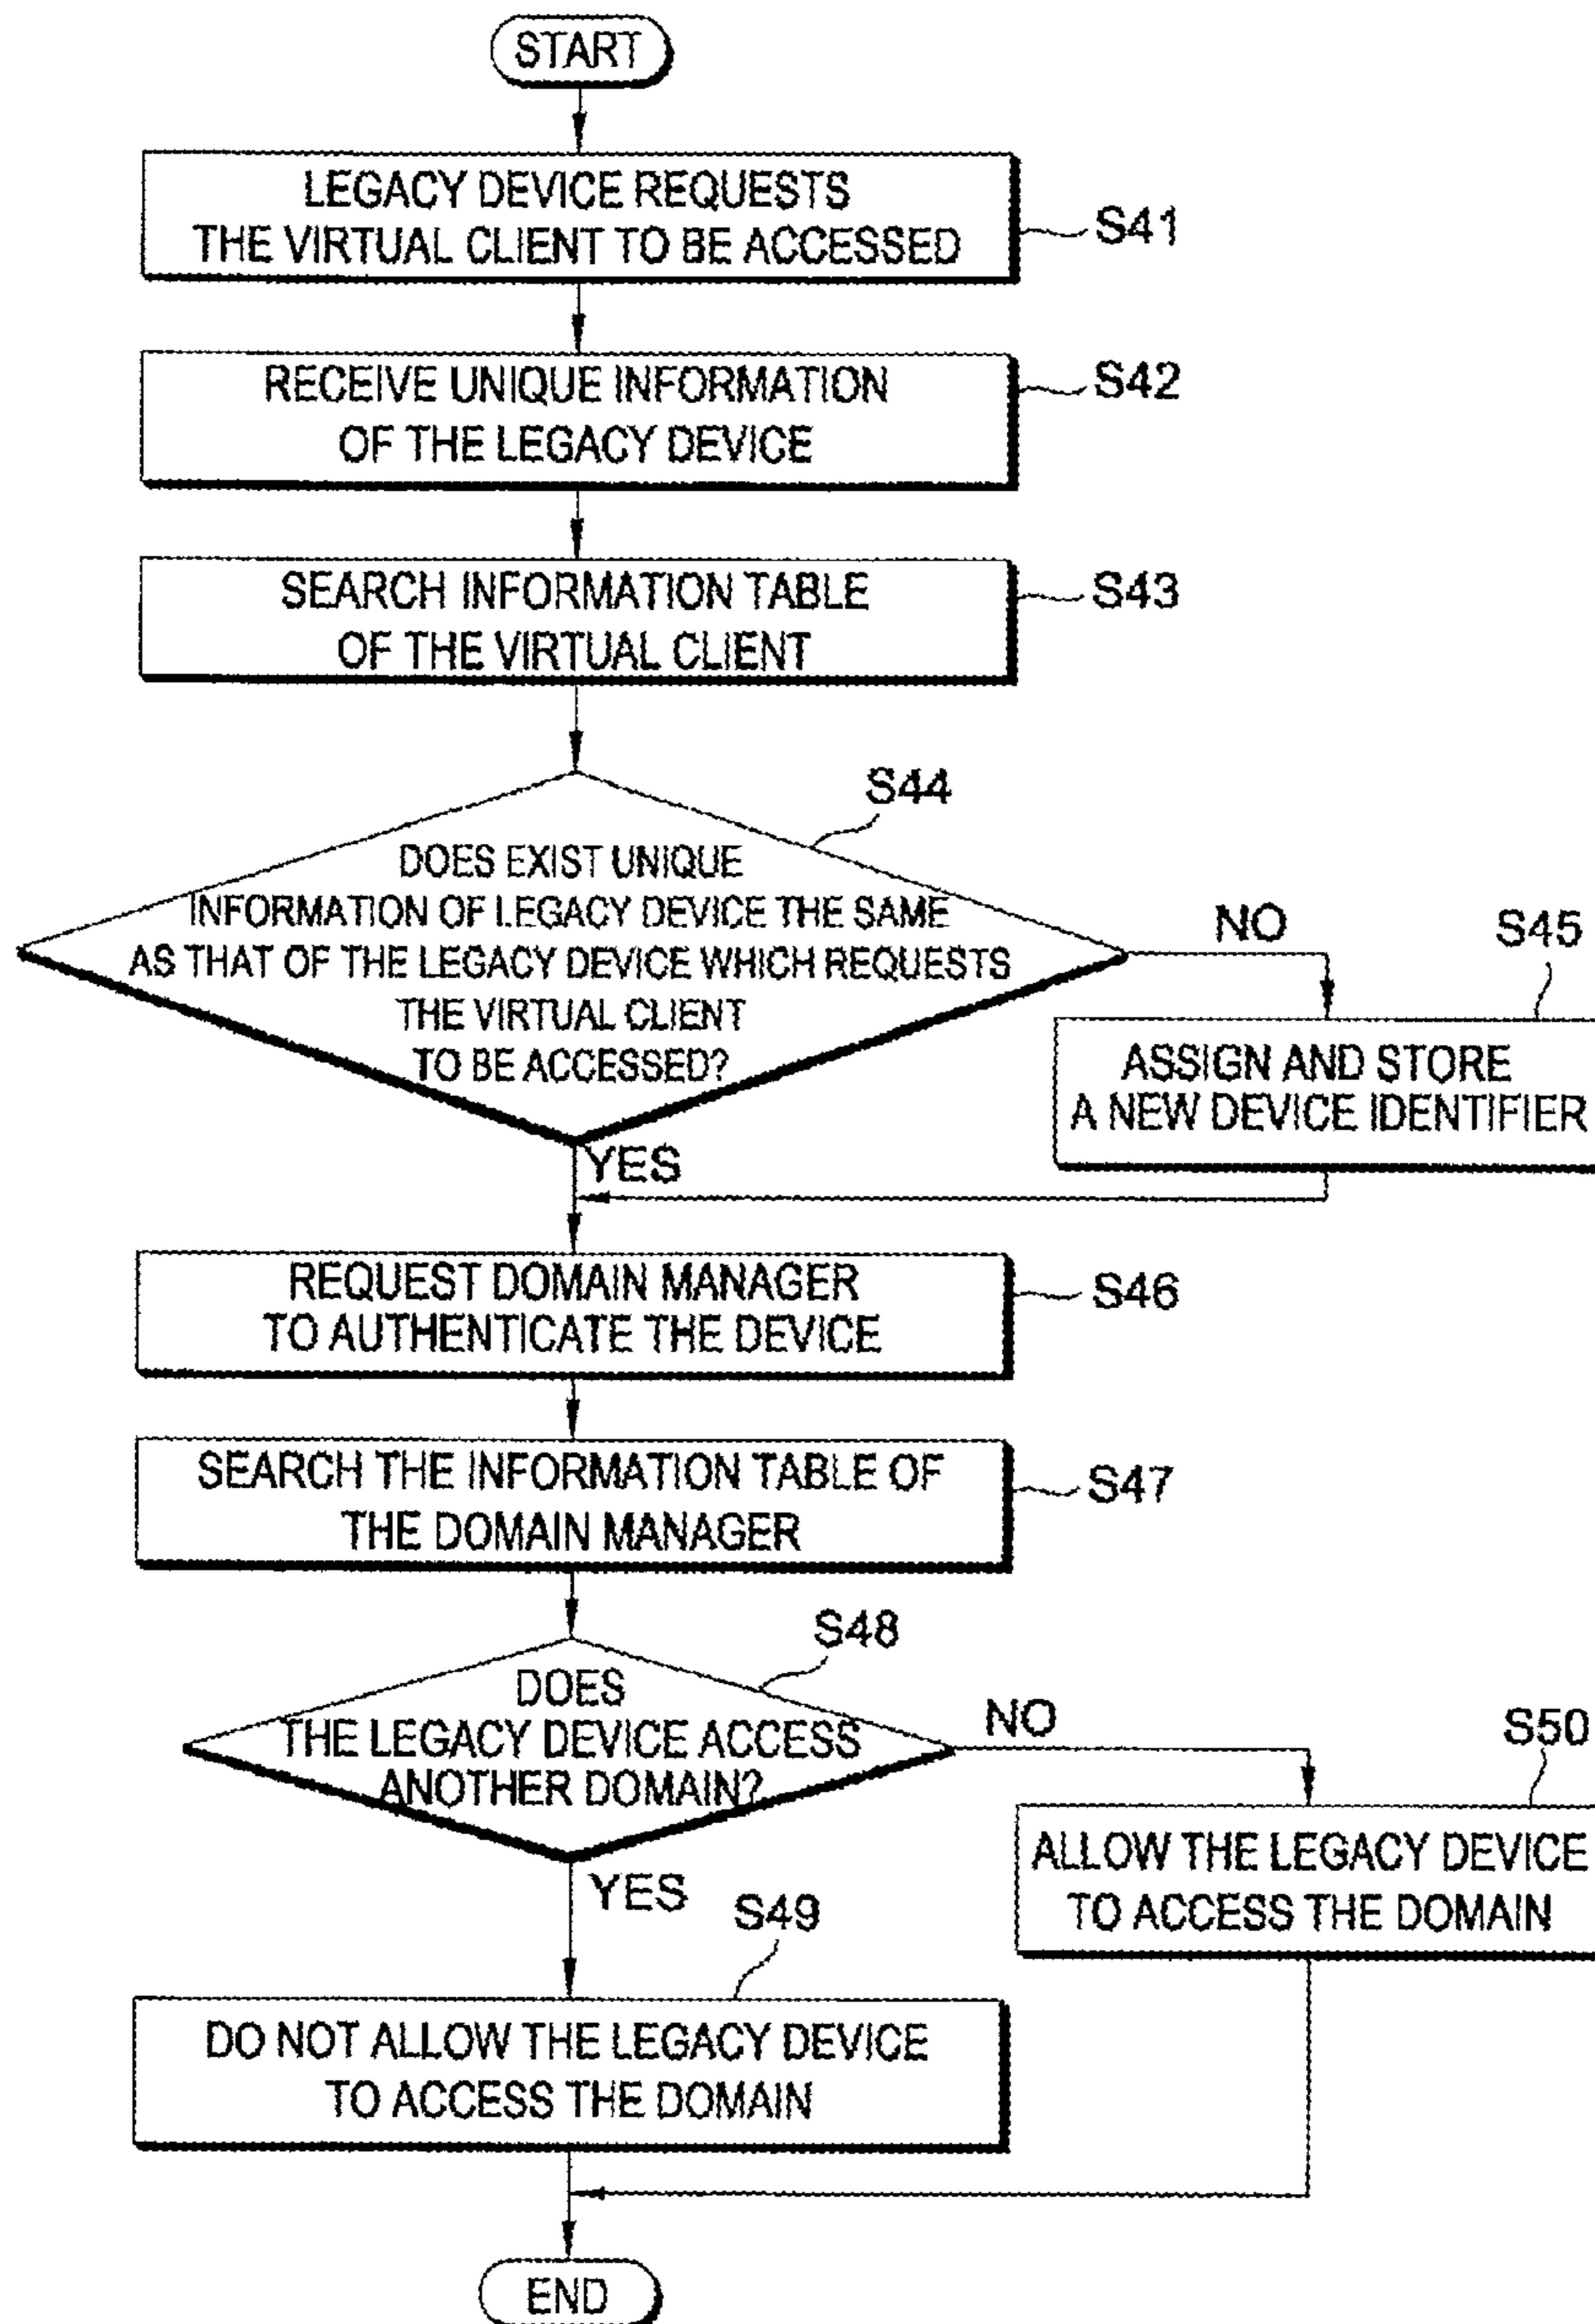 START
LEGACY DEVICE REQUESTS
THE VIRTUAL CLIENT TO BE ACCESSED
S41
RECEIVE UNIQUE INFORMATION
OF THE LEGACY DEVICE
S42
SEARCH INFORMATION TABLE
OF THE VIRTUAL CLIENT
S43
S44
DOES EXIST UNIQUE
INFORMATION OF LEGACY DEVICE THE SAME
AS THAT OF THE LEGACY DEVICE WHICH REQUESTS
THE VIRTUAL CLIENT
TO BE ACCESSED?
NO
S45
ASSIGN AND STORE
A NEW DEVICE IDENTIFIER
YES
REQUEST DOMAIN MANAGER
TO AUTHENTICATE THE DEVICE
S46
SEARCH THE INFORMATION TABLE OF
THE DOMAIN MANAGER
S47
S48
DOES
THE LEGACY DEVICE ACCESS
ANOTHER DOMAIN?
NO
S50
ALLOW THE LEGACY DEVICE
TO ACCESS THE DOMAIN
YES
S49
DO NOT ALLOW THE LEGACY DEVICE
TO ACCESS THE DOMAIN
END